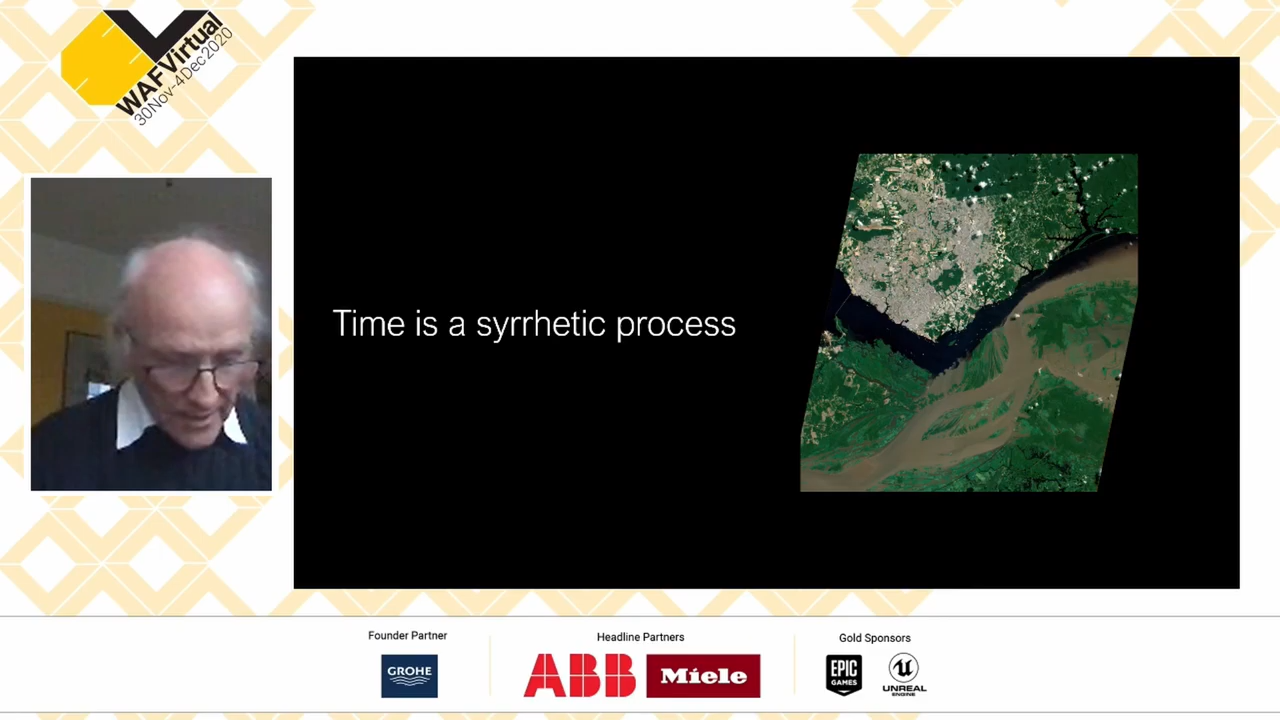 WAFVirtual
30Nov-4Dec2020
Time is a syrrhetic process
Founder Partner
Headline Partners
Gold Sponsors
GROHE
ABB
Miele
EPIC
GAMES
UNREAL
ENGINE